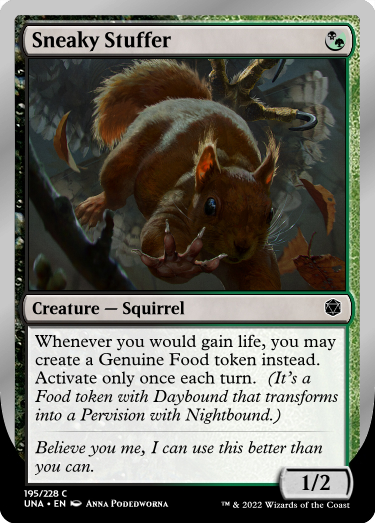 Sneaky Stuffer
Creature — Squirrel
Whenever you would gain life, you may
create a Genuine Food token instead.
Activate only once each turn. (It's a
Food token with Daybound that transforms
into a Pervision with Nightbound.)
Believe you me, I can use this better than
you can.
1/2
195/228 C
UNA • EN Anna Podedworna
™ & 2022 Wizards of the Coast